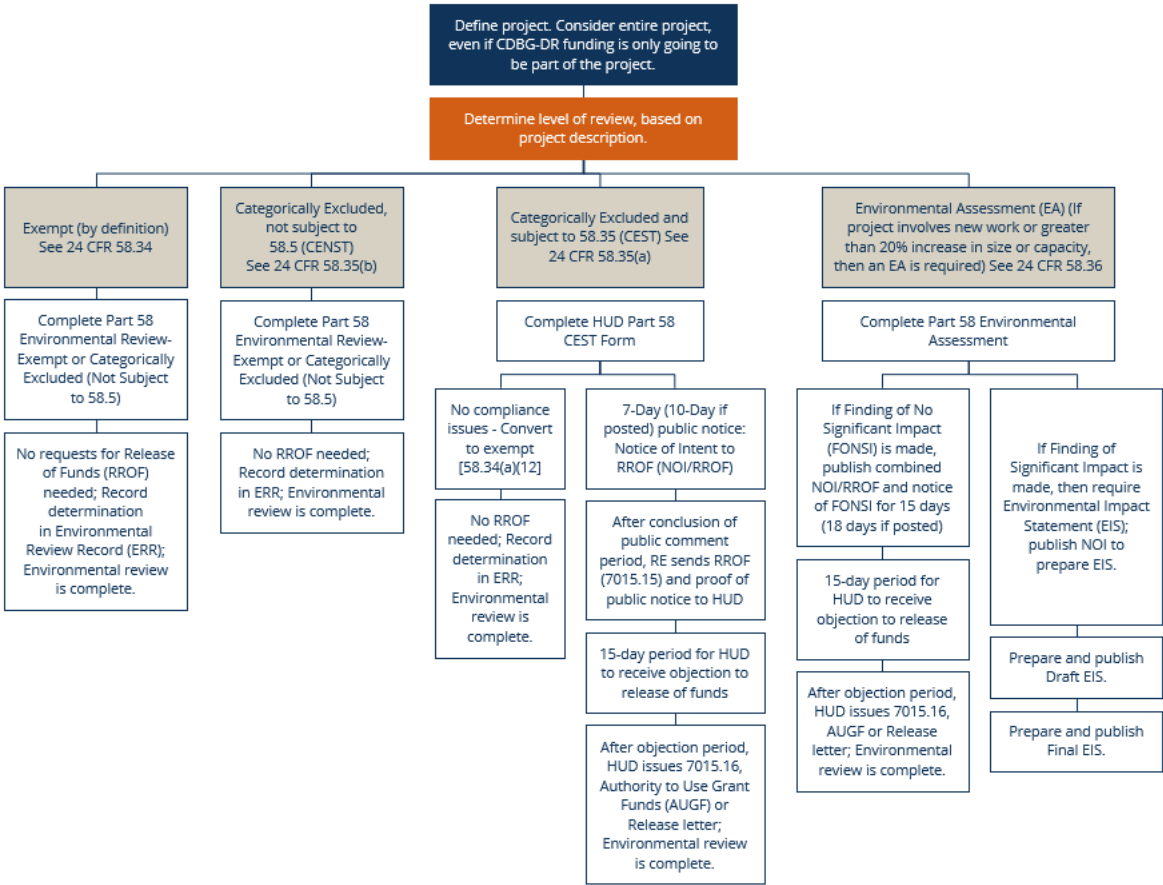 Define project. Consider entire project,
even if CDBG-DR funding is only going to
be part of the project.
Determine level of review, based on
project description.
Exempt (by definition)
See 24 CFR 58.34
Categorically Excluded,
not subject to
58.5 (CENST)
See 24 CFR 58.35(b)
Categorically Excluded and
subject to 58.35 (CEST) See
24 CFR 58.35(a)
Environmental Assessment (EA) (If
project involves new work or greater
than 20% increase in size or capacity,
then an EA is required) See 24 CFR 58.36
Complete Part 58
Environmental Review-
Exempt or Categorically
Excluded (Not Subject
to 58.5)
Complete Part 58
Environmental Review-
Exempt or Categorically
Excluded (Not Subject
to 58.5)
Complete HUD Part 58
CEST Form
Complete Part 58 Environmental
Assessment
No requests for Release
of Funds (RROF)
needed; Record
determination
in Environmental
Review Record (ERR);
Environmental review
is complete.
No RROF needed;
Record determination
in ERR; Environmental
review is complete.
No compliance
issues - Convert
to exempt
[58.34(a)(12]
No RROF
needed; Record
determination
in ERR;
Environmental
review is
complete.
7-Day (10-Day if
posted) public notice:
Notice of Intent to
RROF (NOI/RROF)
After conclusion of
public comment
period, RE sends RROF
(7015.15) and proof of
public notice to HUD
15-day period for HUD
to receive objection to
release of funds
After objection period,
HUD issues 7015.16,
Authority to Use Grant
Funds (AUGF) or
Release letter;
Environmental review
is complete.
If Finding of No
Significant Impact
(FONSI) is made,
publish combined
NOI/RROF and notice
of FONSI for 15 days
(18 days if posted)
15-day period for
HUD to receive
objection to release
of funds
After objection period,
HUD issues 7015.16,
AUGF or Release
letter; Environmental
review is complete.
If Finding of
Significant Impact is
made, then require
Environmental Impact
Statement (EIS);
publish NOI to
prepare EIS.
Prepare and publish
Draft EIS.
Prepare and publish
Final EIS.